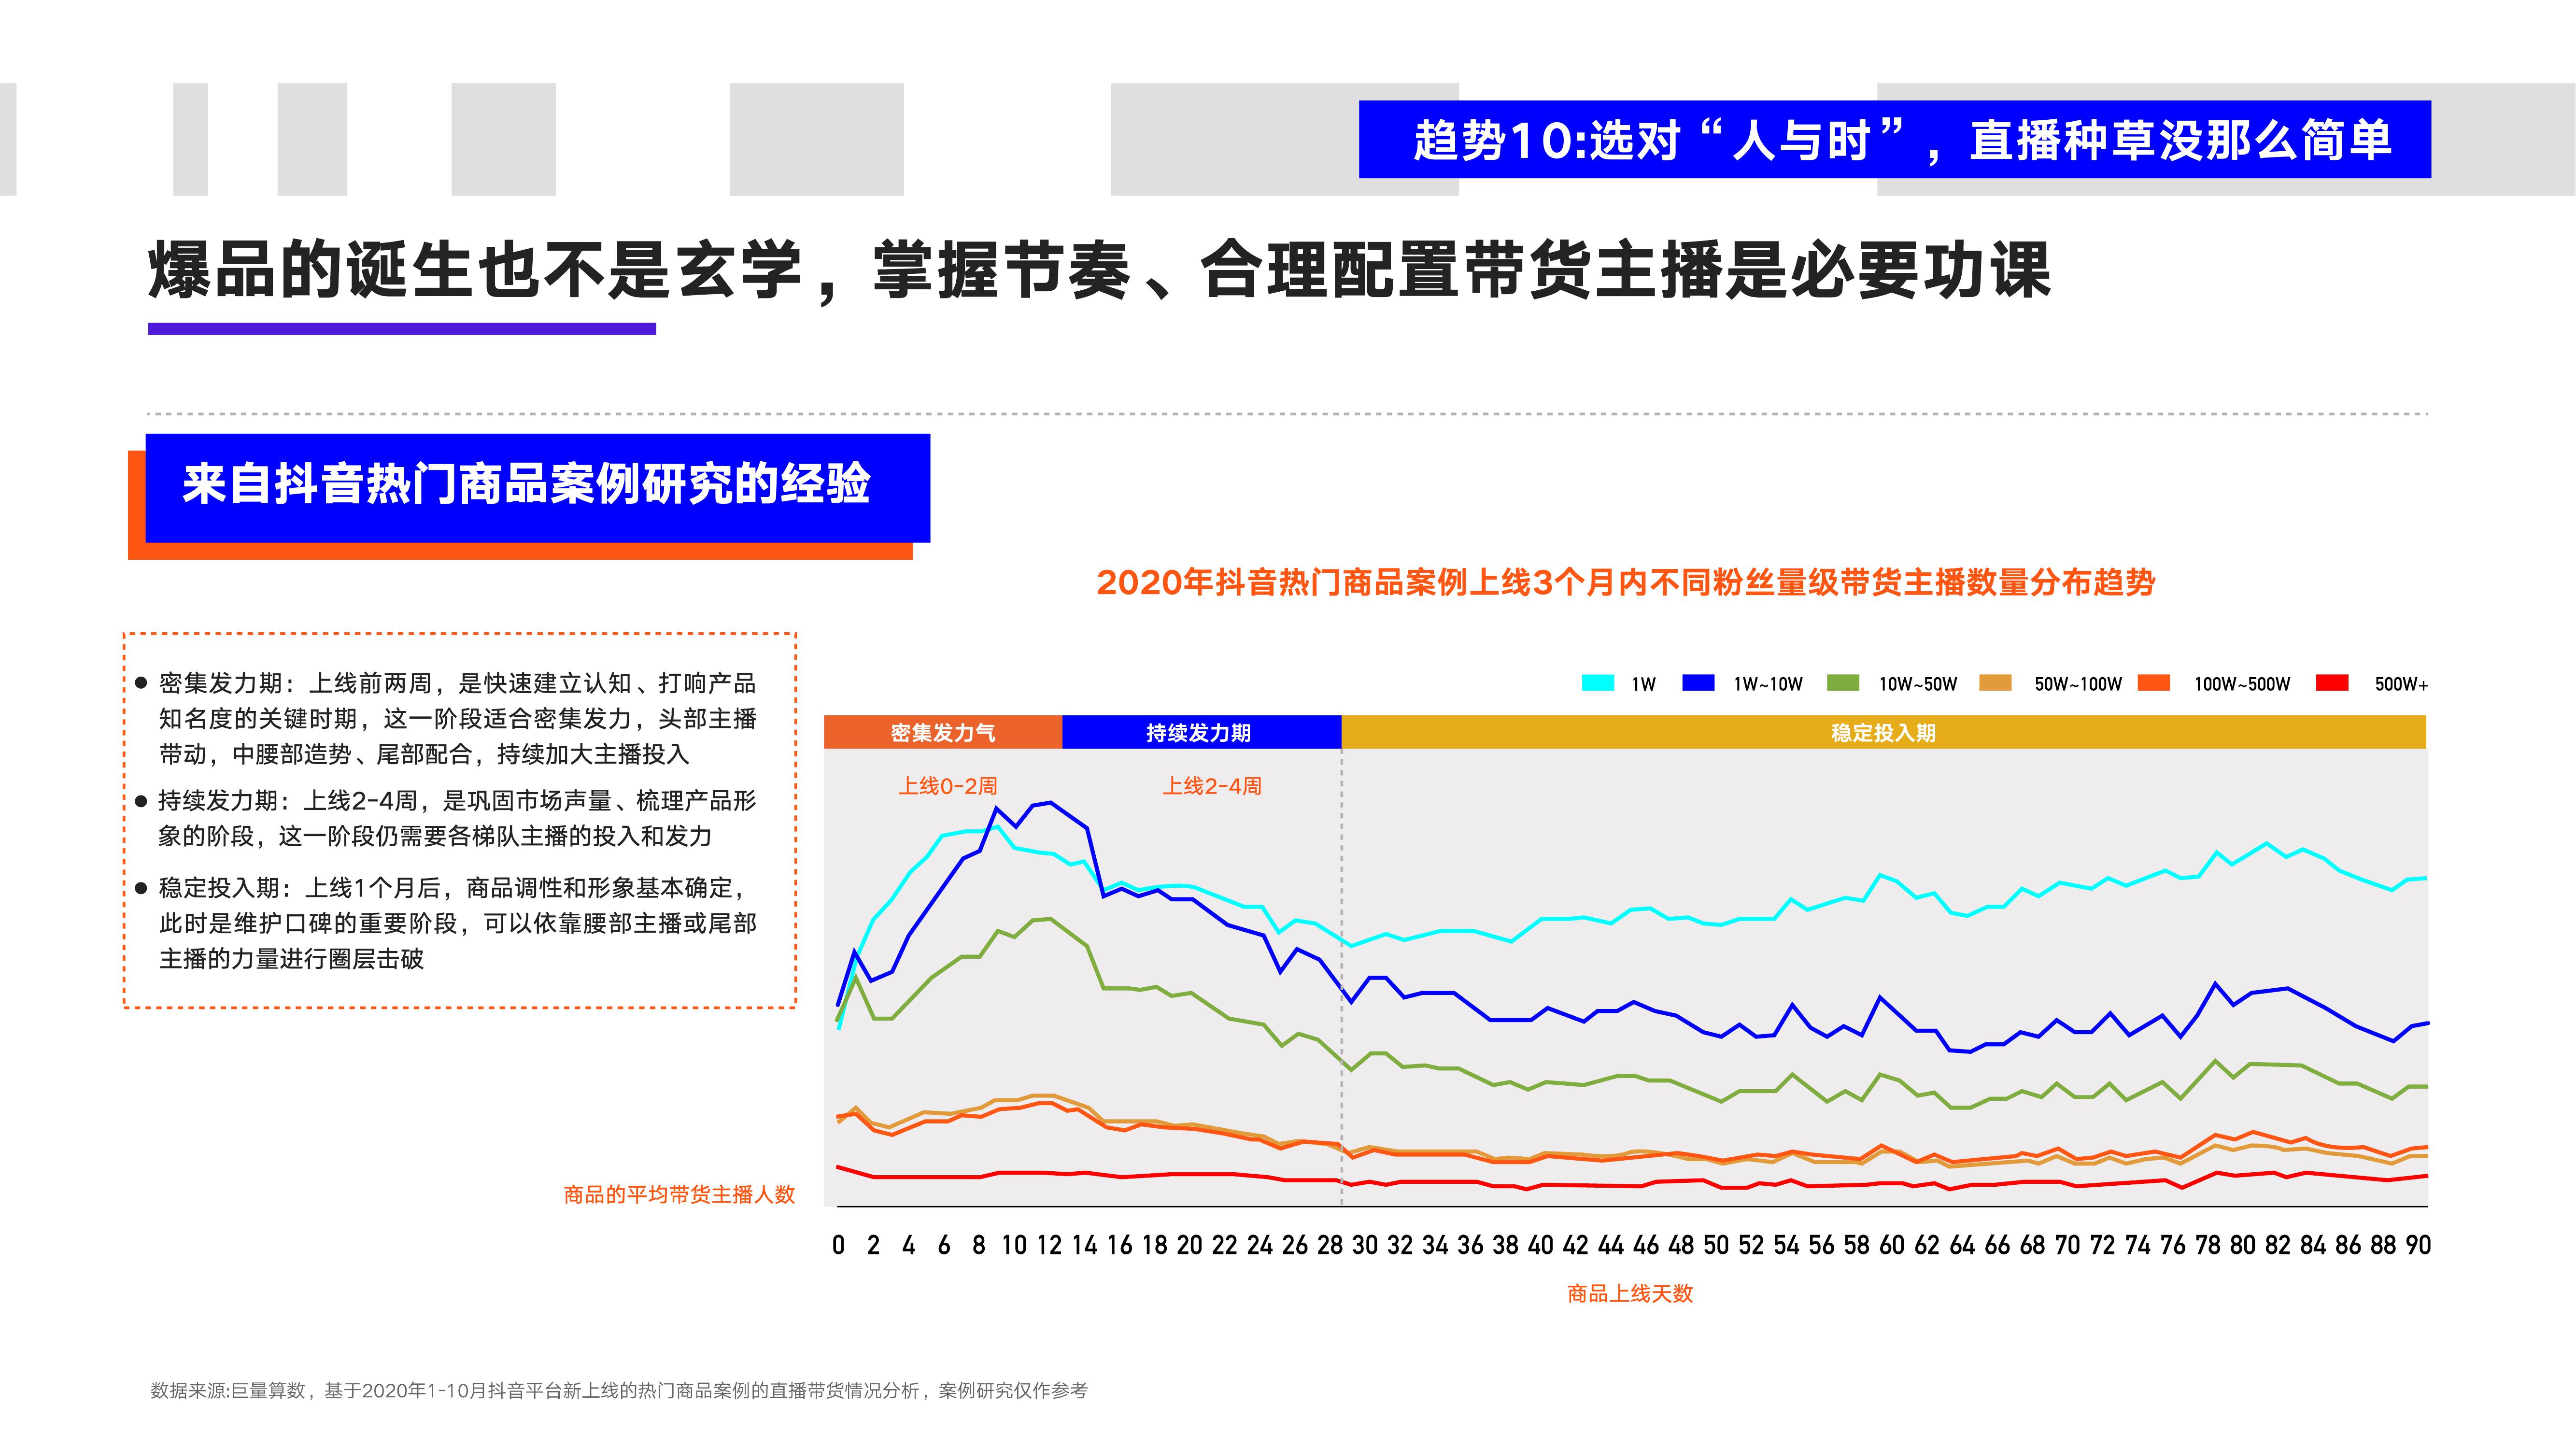 趋势10:选对“人与时”，直播种草没那么简单
爆品的诞生也不是玄学，掌握节奏、合理配置带货主播是必要功课
来自抖音热门商品案例研究的经验
2020年抖音热门商品案例上线3个月内不同粉丝量级带货主播数量分布趋势
● 密集发力期：上线前两周，是快速建立认知、打响产品
知名度的关键时期，这一阶段适合密集发力，头部主播
带动，中腰部造势、尾部配合，持续加大主播投入
● 持续发力期：上线2-4周，是巩固市场声量、梳理产品形
象的阶段，这一阶段仍需要各梯队主播的投入和发力
● 稳定投入期：上线1个月后，商品调性和形象基本确定，
此时是维护口碑的重要阶段，可以依靠腰部主播或尾部
主播的力量进行圈层击破
1W 1W~10W 10W~50W 50W~100W 100W~500W 500W+
密集发力气 持续发力期 稳定投入期
上线0-2周 上线2-4周
商品的平均带货主播人数
0 2 4 6 8 10 12 14 16 18 20 22 24 26 28 30 32 34 36 38 40 42 44 46 48 50 52 54 56 58 60 62 64 66 68 70 72 74 76 78 80 82 84 86 88 90
商品上线天数
数据来源:巨量算数，基于2020年1-10月抖音平台新上线的热门商品案例的直播带货情况分析，案例研究仅作参考